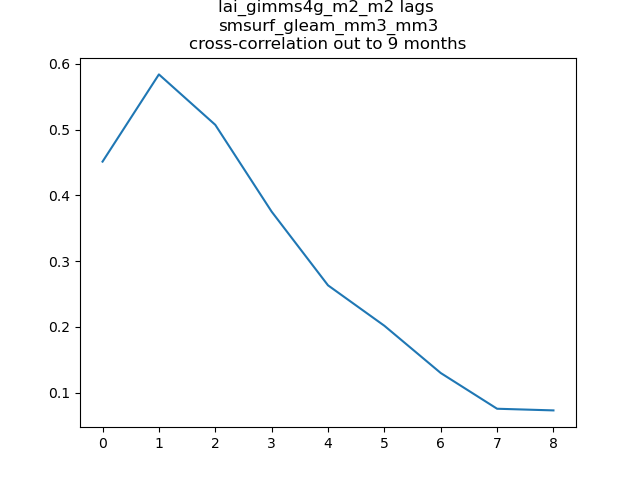 lai_gimms4g_m2_m2 lags
smsurf_gleam_mm3_mm3
cross-correlation out to 9 months
0.6
0.5
0.4
0.3
0.2
0.1
0 1 2 3 4 5 6 7 8